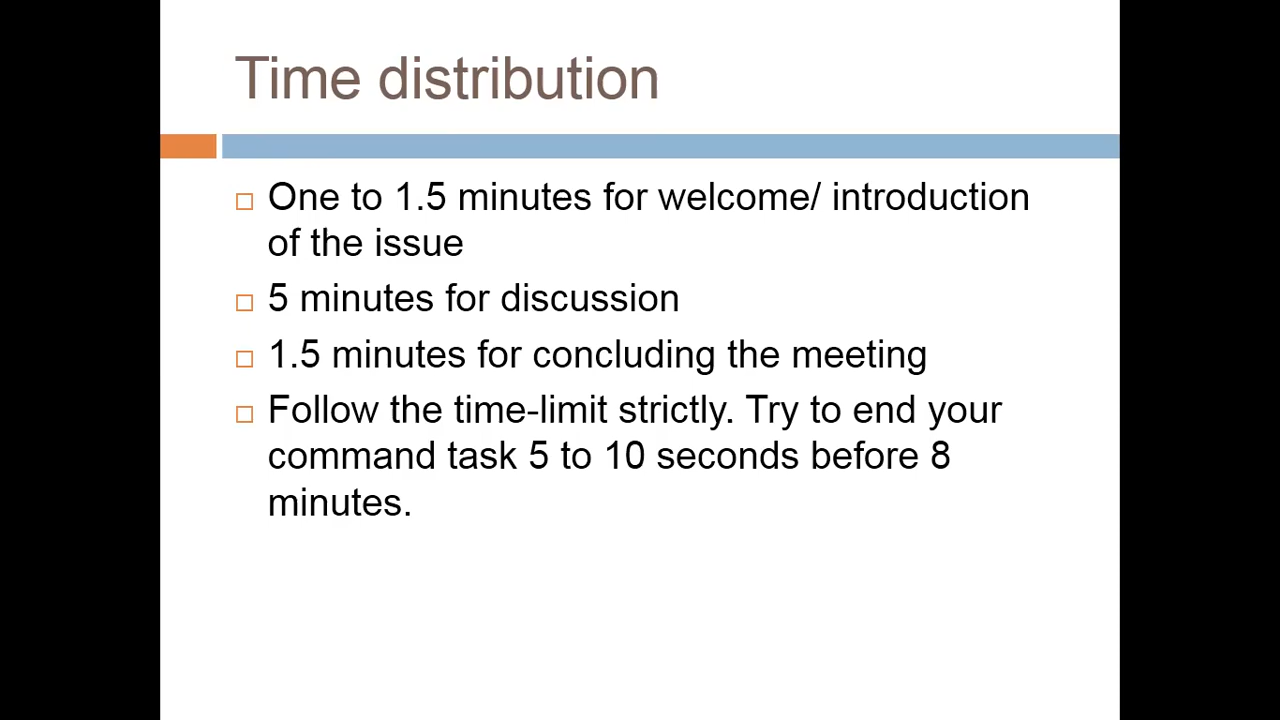 Time distribution
One to 1.5 minutes for welcome/ introduction
of the issue
5 minutes for discussion
1.5 minutes for concluding the meeting
Follow the time-limit strictly. Try to end your
command task 5 to 10 seconds before 8
minutes.